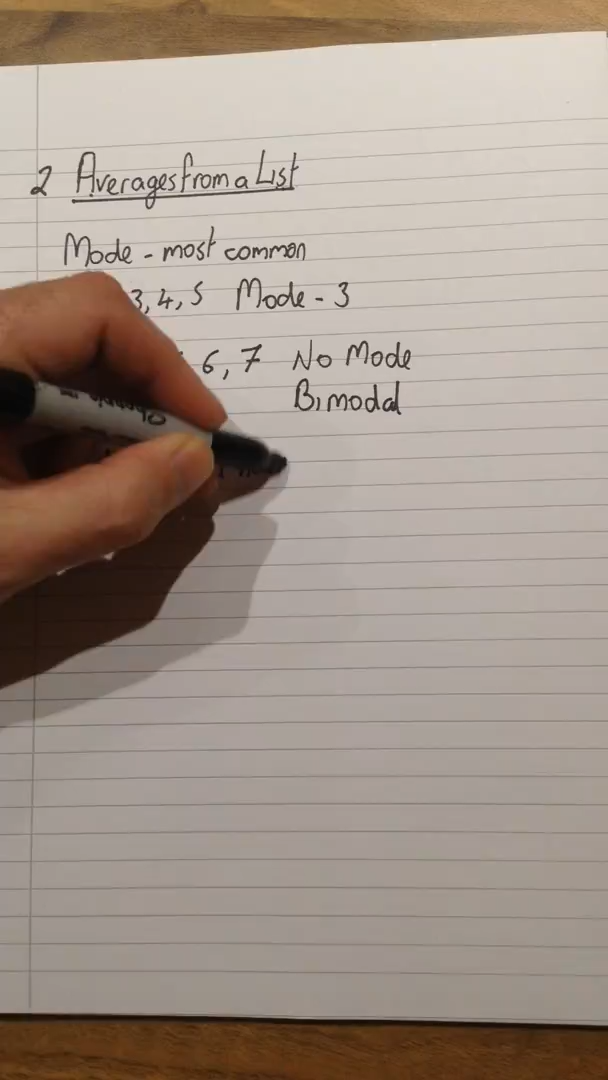 2 Averages from a List
Mode - most common
3, 4, 5 Mode - 3
6, 7 No Mode
Bimodal